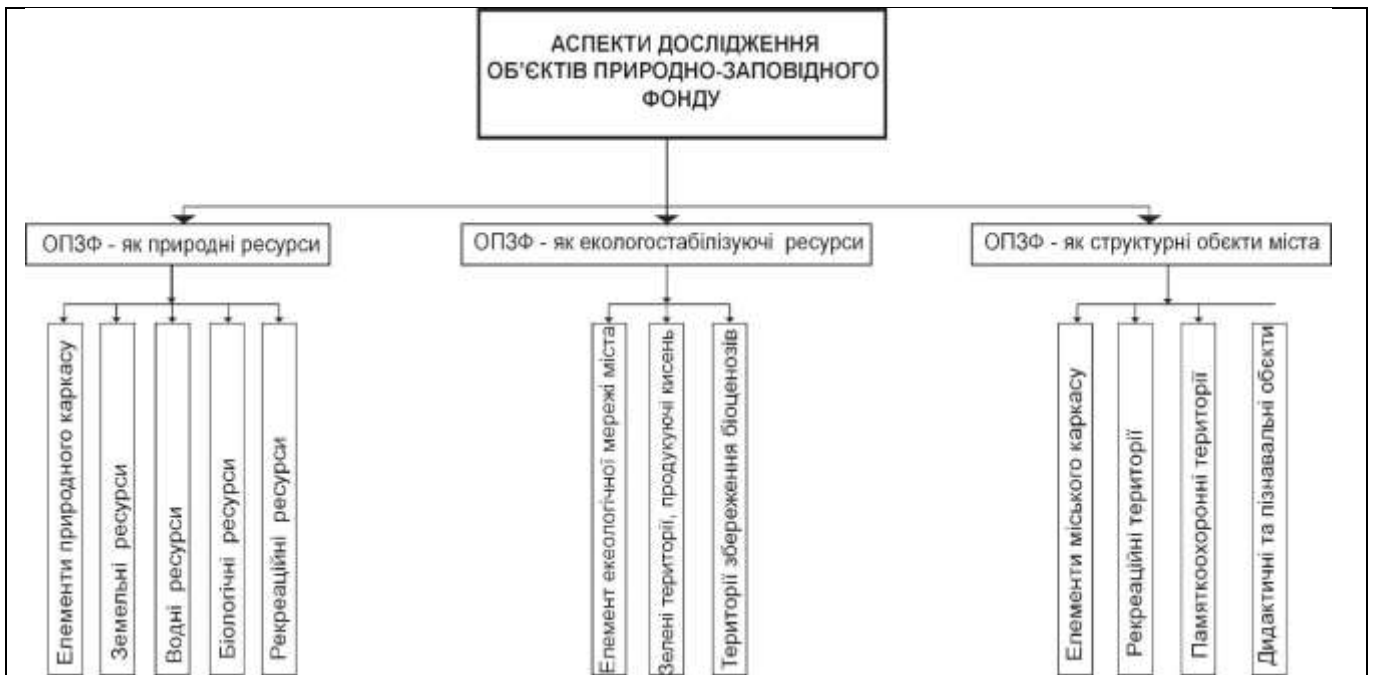 АСПЕКТИ ДОСЛІДЖЕННЯ
ОБ'ЄКТІВ ПРИРОДНО-ЗАПОВІДНОГО
ФОНДУ
ОПЗФ - як природні ресурси
ОПЗФ - як екологостабілізуючі ресурси
ОПЗФ - як структурні обєкти міста
Елементи природного каркасу
Земельні ресурси
Водні ресурси
Біологічні ресурси
Рекреаційні ресурси
Елемент екеологічної мережі міста
Зелені території, продукуючі кисень
Території збереження біоценозів
Елементи міського каркасу
Рекреаційні території
Памяткоохоронні території
Дидактичні та пізнавальні обєкти